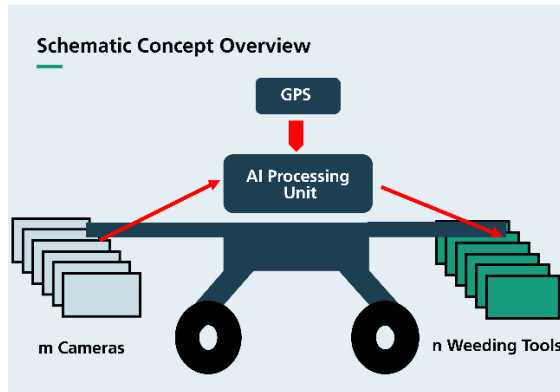 Schematic Concept Overview
GPS
AI Processing
Unit
m Cameras
n Weeding Tools